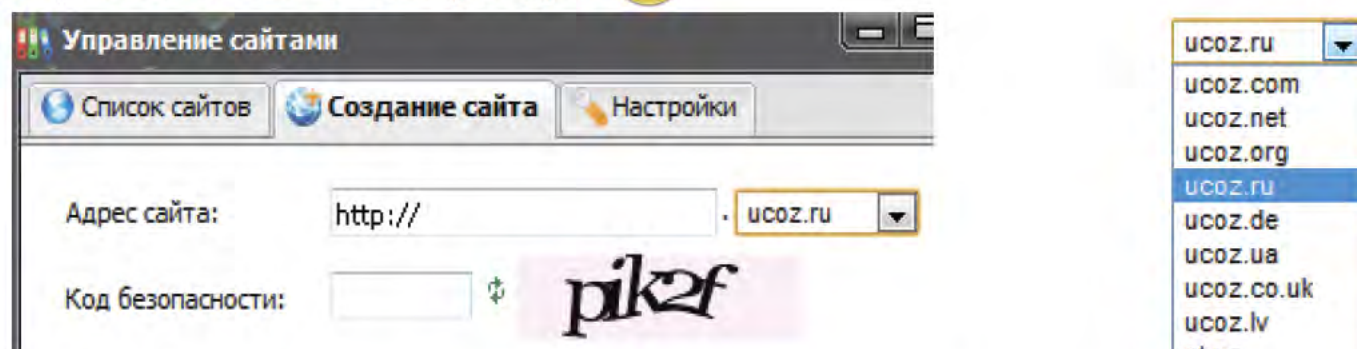 Управление сайтами
Список сайтов Создание сайта Настройки
Адрес сайта: http:// . ucoz.ru
Код безопасности: pik2f
ucoz.ru
ucoz.com
ucoz.net
ucoz.org
ucoz.ru
ucoz.de
ucoz.ua
ucoz.co.uk
ucoz.lv